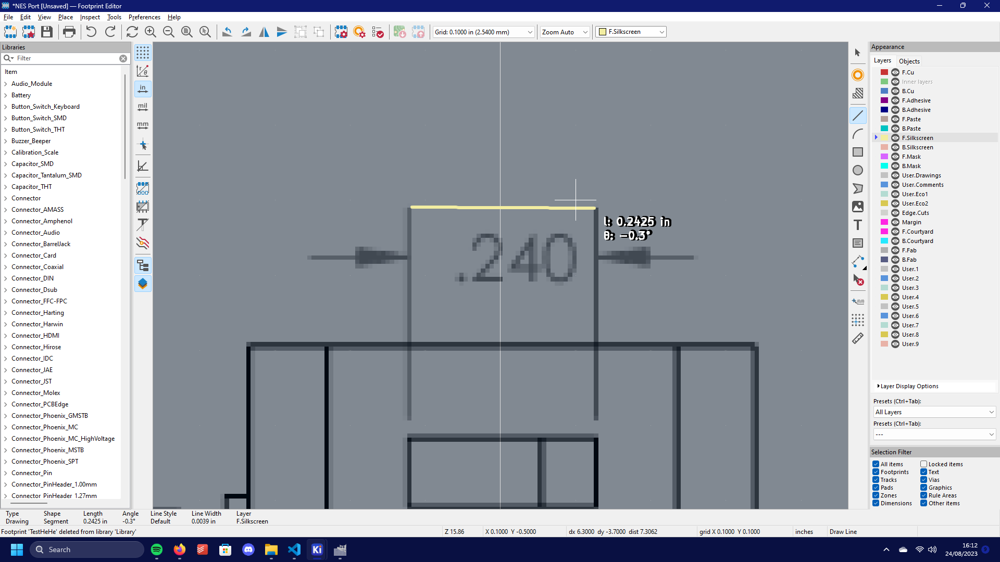 *NES Port [Unsaved] — Footprint Editor
File Edit View Place Inspect Tools Preferences Help
Grid: 0.1000 in (2.5400 mm)
Zoom Auto
F.Silkscreen
Libraries
Filter
Item
Audio_Module
Battery
Button_Switch_Keyboard
Button_Switch_SMD
Button_Switch_THT
Buzzer_Beeper
Calibration_Scale
Capacitor_SMD
Capacitor_Tantalum_SMD
Capacitor_THT
Connector
Connector_AMASS
Connector_Amphenol
Connector_Audio
Connector_BarrelJack
Connector_Card
Connector_Coaxial
Connector_DIN
Connector_Dsub
Connector_FFC-FPC
Connector_Harting
Connector_Harwin
Connector_HDMI
Connector_Hirose
Connector_IDC
Connector_JAE
Connector_JST
Connector_Molex
Connector_PCBEdge
Connector_Phoenix_GMSTB
Connector_Phoenix_MC
Connector_Phoenix_MC_HighVoltage
Connector_Phoenix_MSTB
Connector_Phoenix_SPT
Connector_Pin
Connector_PinHeader_1.00mm
Connector_PinHeader_1.27mm
in
mil
mm
l: 0.2425 in
θ: −0.3°
.240
(0,0)
Appearance
Layers Objects
F.Cu
Inner layers
B.Cu
F.Adhesive
B.Adhesive
F.Paste
B.Paste
F.Silkscreen
B.Silkscreen
F.Mask
B.Mask
User.Drawings
User.Comments
User.Eco1
User.Eco2
Edge.Cuts
Margin
F.Courtyard
B.Courtyard
F.Fab
B.Fab
User.1
User.2
User.3
User.4
User.5
User.6
User.7
User.8
User.9
Layer Display Options
Presets (Ctrl+Tab):
All Layers
Presets (Ctrl+Tab):
---
Selection Filter
All items Locked items
Footprints Text
Tracks Vias
Pads Graphics
Zones Rule Areas
Dimensions Other items
Type Shape Length Angle Line Style Line Width Layer
Drawing Segment 0.2425 in -0.3° Default 0.0039 in F.Silkscreen
Footprint 'TestHeHe' deleted from library 'Library'
Z 15.86
X 0.1000 Y -0.5000
dx 6.3000 dy -3.7000 dist 7.3062
grid X 0.1000 Y 0.1000
inches
Draw Line
Search
Ki
16:12
24/08/2023
9